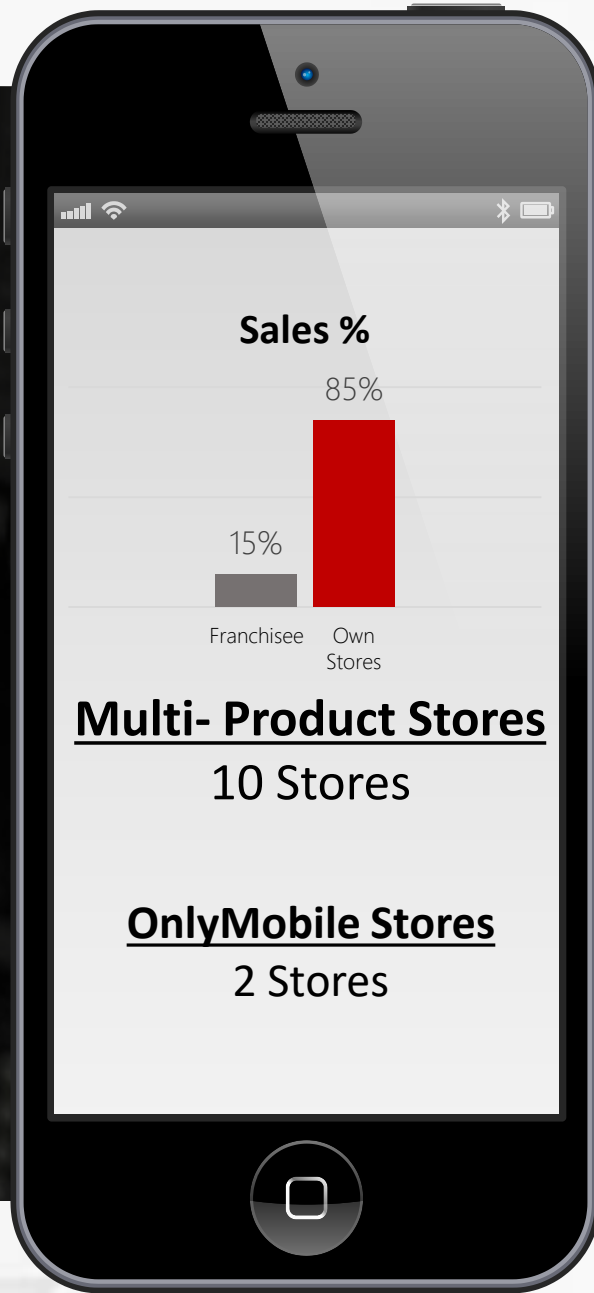 Sales %
85%
15%
Franchisee
Own
Stores
Multi- Product Stores
10 Stores
OnlyMobile Stores
2 Stores